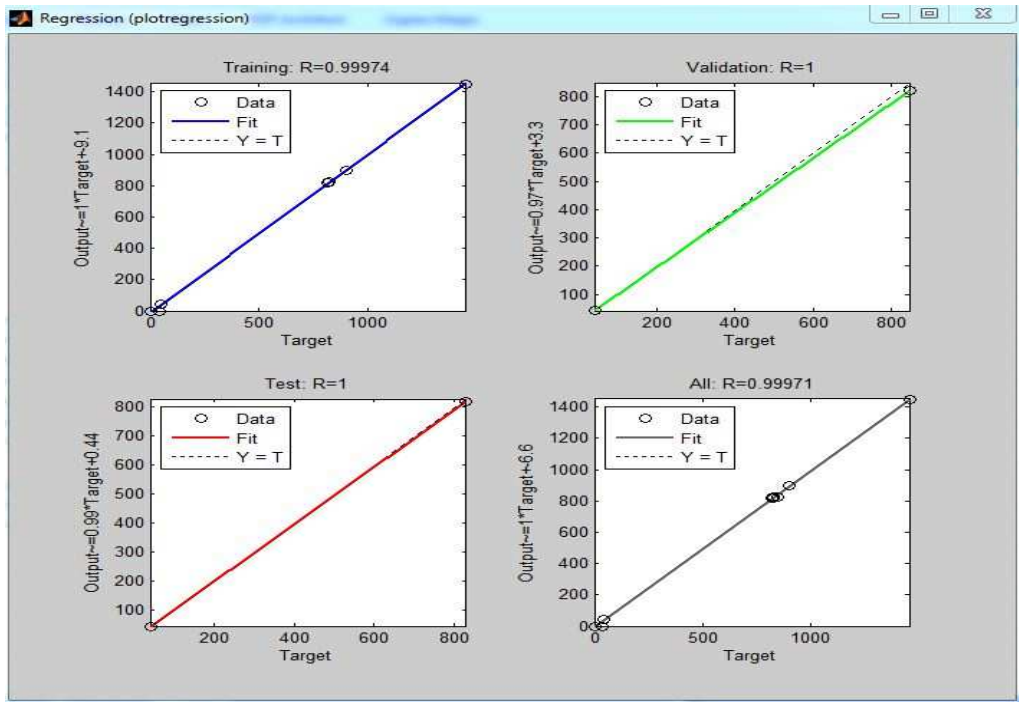 Regression (plotregression)
Training: R=0.99974
Output~=1*Target+-9.1
1400
1200
1000
800
600
400
200
0
Data
Fit
Y = T
0 500 1000
Target
Validation: R=1
Output~=0.97*Target+3.3
800
700
600
500
400
300
200
100
Data
Fit
Y = T
200 400 600 800
Target
Test: R=1
Output~=0.99*Target+0.44
800
700
600
500
400
300
200
100
Data
Fit
Y = T
200 400 600 800
Target
All: R=0.99971
Output~=1*Target+-6.6
1400
1200
1000
800
600
400
200
0
Data
Fit
Y = T
0 500 1000
Target